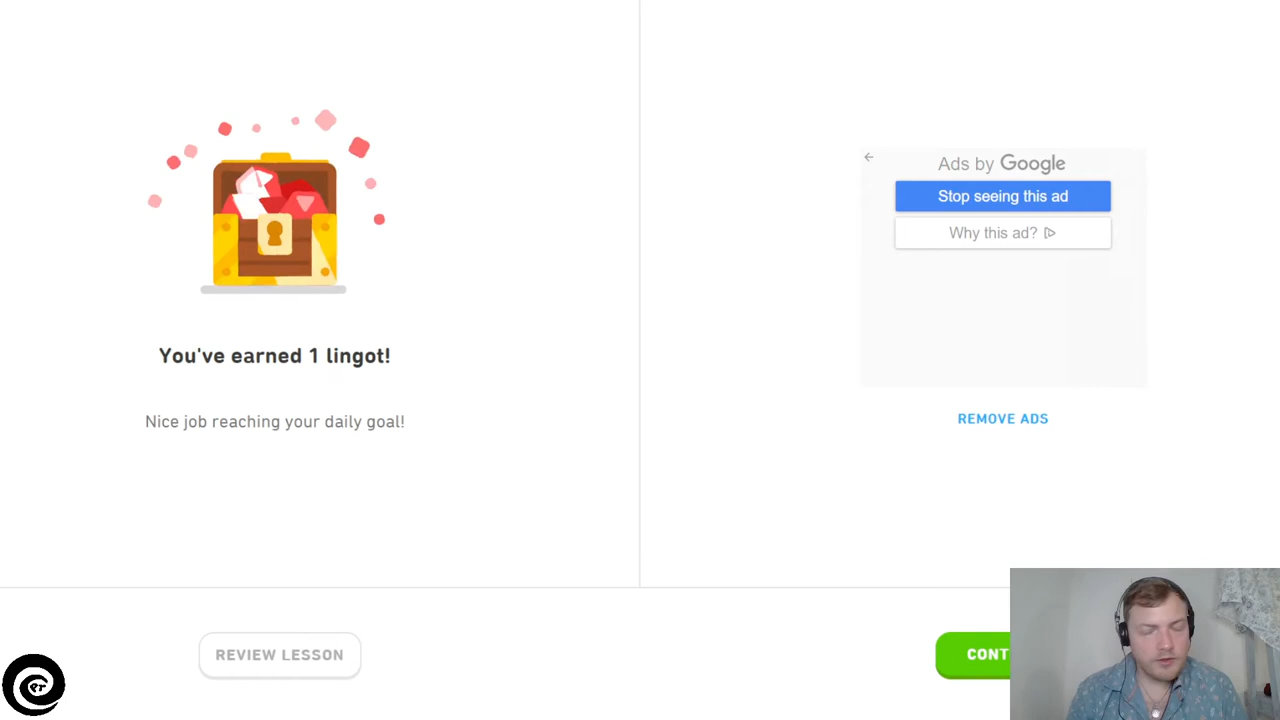 You've earned 1 lingot!
Nice job reaching your daily goal!
Ads by Google
Stop seeing this ad
Why this ad?
REMOVE ADS
REVIEW LESSON
CONT